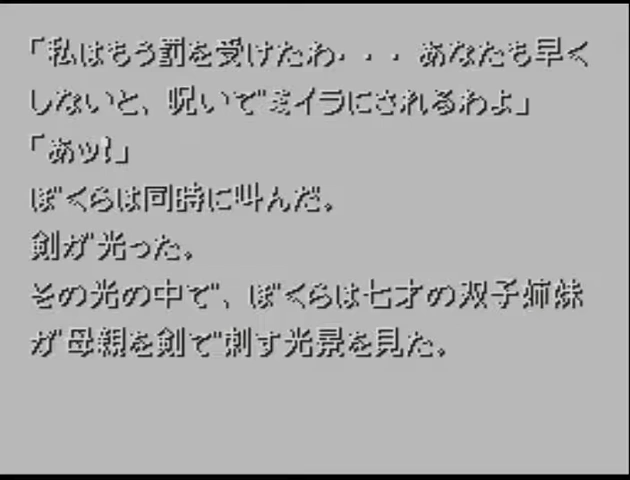 「私はもう罰を受けたわ・・・あなたも早く
しないと、呪いでミイラにされるわよ」
「あッ!」
ぼくらは同時に叫んだ。
剣が光った。
その光の中で、ぼくらは七才の双子姉妹
が母親を剣で刺す光景を見た。